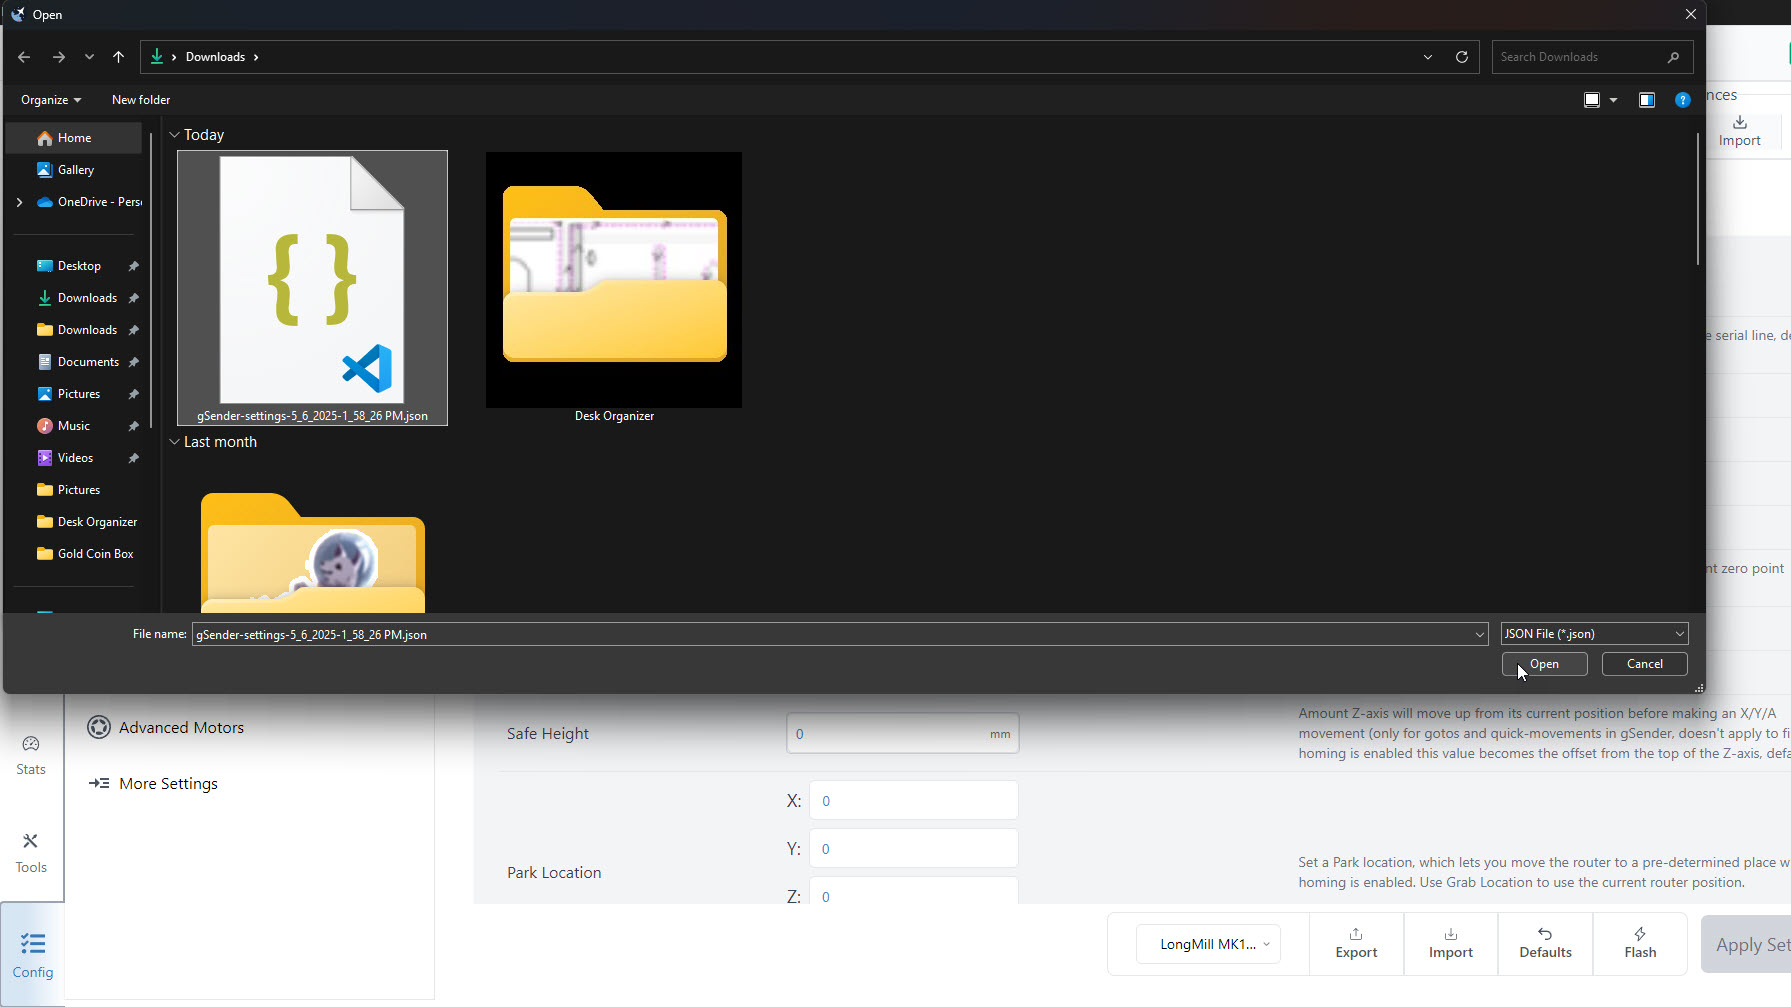 Open
Downloads
Search Downloads
Organize
New folder
?
nces
Import
Home
Gallery
OneDrive - Pers
Desktop
Downloads
Downloads
Documents
Pictures
Music
Videos
Pictures
Desk Organizer
Gold Coin Box
Today
{ }
gSender-settings-5_6_2025-1_58_26 PM.json
Desk Organizer
Last month
e serial line, de
nt zero point
File name:
gSender-settings-5_6_2025-1_58_26 PM.json
JSON File (*.json)
Open
Cancel
Stats
Tools
Config
Advanced Motors
More Settings
Safe Height
0
mm
Amount Z-axis will move up from its current position before making an X/Y/A
movement (only for gotos and quick-movements in gSender, doesn't apply to fi
homing is enabled this value becomes the offset from the top of the Z-axis, defa
Park Location
X: 0
Y: 0
Z: 0
Set a Park location, which lets you move the router to a pre-determined place w
homing is enabled. Use Grab Location to use the current router position.
LongMill MK1...
Export
Import
Defaults
Flash
Apply Set